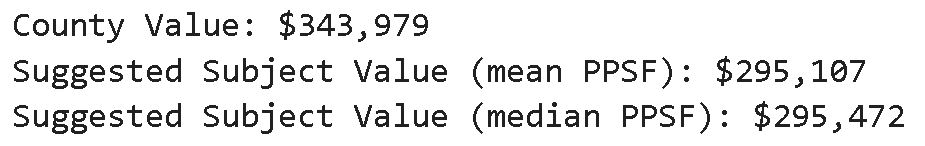 County Value: $343,979
Suggested Subject Value (mean PPSF): $295,107
Suggested Subject Value (median PPSF): $295,472